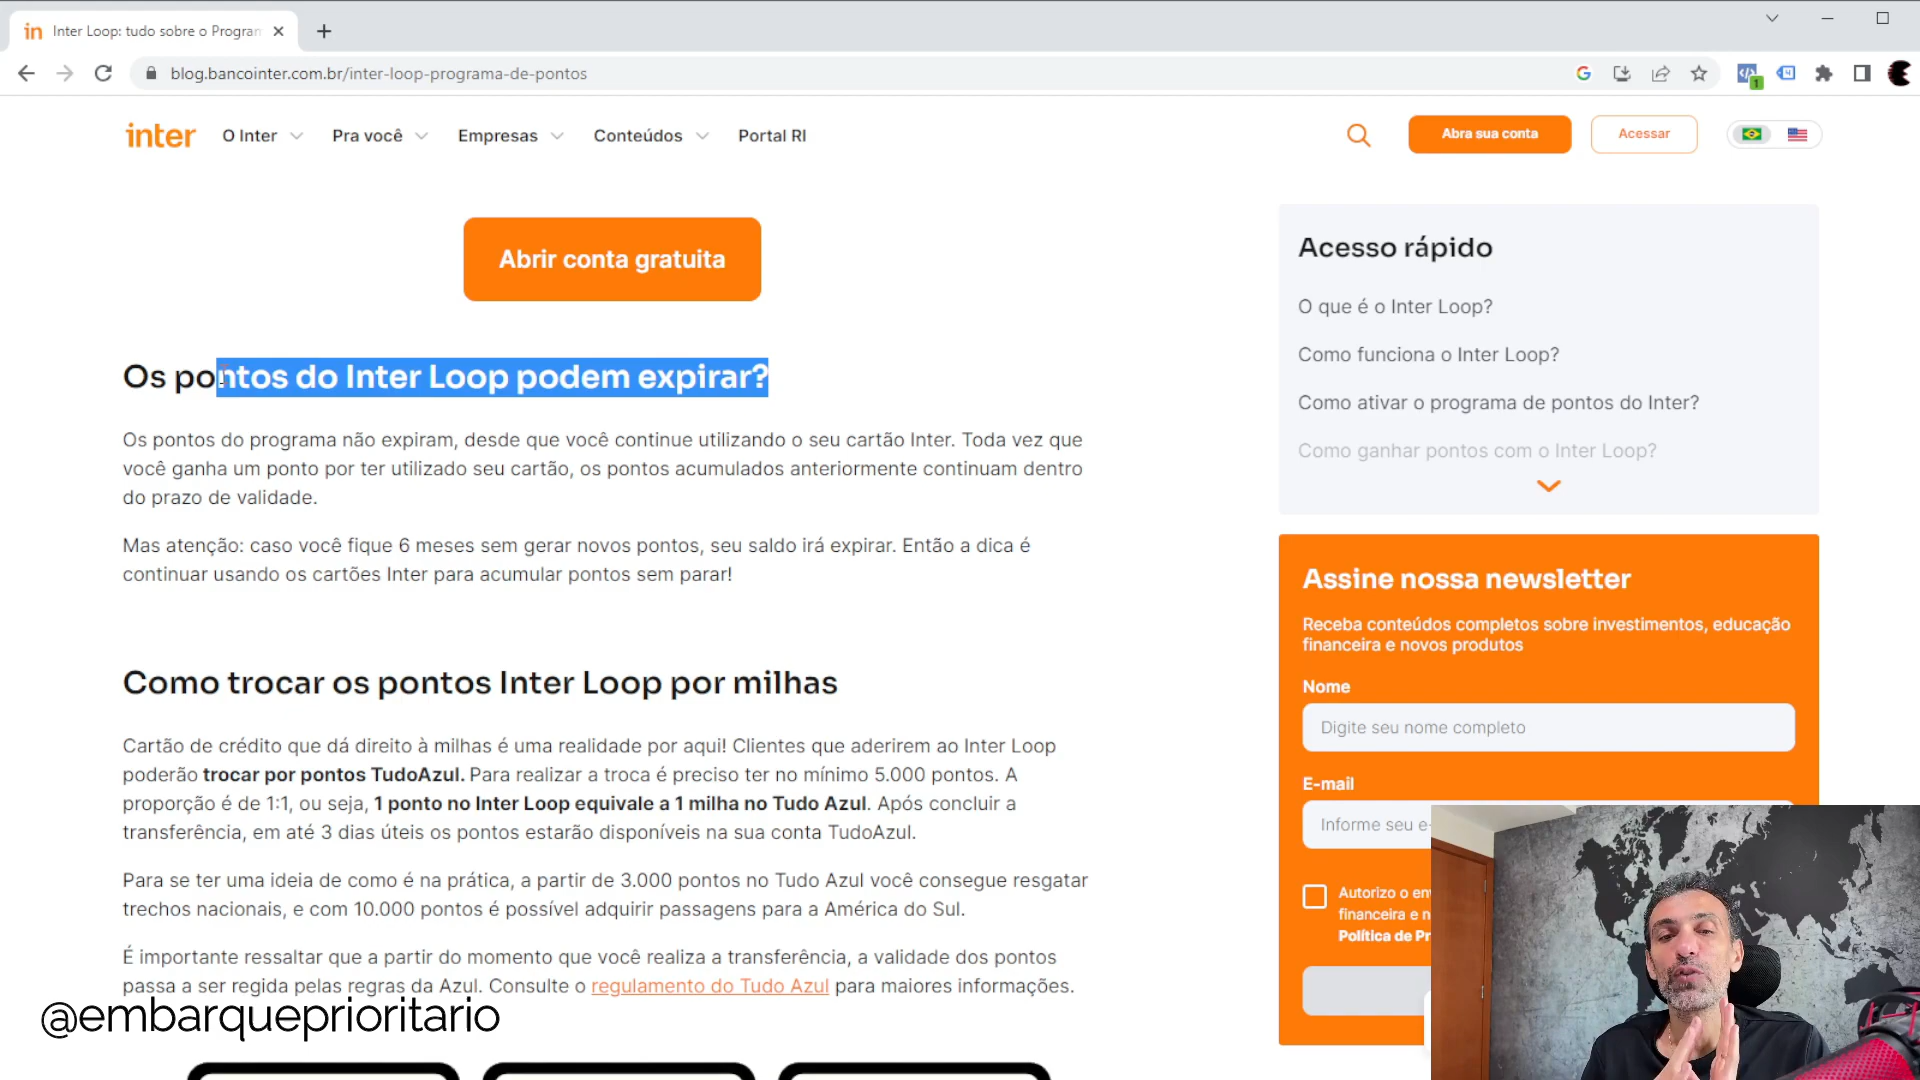 in Inter Loop: tudo sobre o Progran
blog.bancointer.com.br/inter-loop-programa-de-pontos
1
inter O Inter Pra você Empresas Conteúdos Portal RI Abra sua conta Acessar
Abrir conta gratuita
Os pontos do Inter Loop podem expirar?
Os pontos do programa não expiram, desde que você continue utilizando o seu cartão Inter. Toda vez que
você ganha um ponto por ter utilizado seu cartão, os pontos acumulados anteriormente continuam dentro
do prazo de validade.
Mas atenção: caso você fique 6 meses sem gerar novos pontos, seu saldo irá expirar. Então a dica é
continuar usando os cartões Inter para acumular pontos sem parar!
Como trocar os pontos Inter Loop por milhas
Cartão de crédito que dá direito à milhas é uma realidade por aqui! Clientes que aderirem ao Inter Loop
poderão trocar por pontos TudoAzul. Para realizar a troca é preciso ter no mínimo 5.000 pontos. A
proporção é de 1:1, ou seja, 1 ponto no Inter Loop equivale a 1 milha no Tudo Azul. Após concluir a
transferência, em até 3 dias úteis os pontos estarão disponíveis na sua conta TudoAzul.
Para se ter uma ideia de como é na prática, a partir de 3.000 pontos no Tudo Azul você consegue resgatar
trechos nacionais, e com 10.000 pontos é possível adquirir passagens para a América do Sul.
É importante ressaltar que a partir do momento que você realiza a transferência, a validade dos pontos
passa a ser regida pelas regras da Azul. Consulte o regulamento do Tudo Azul para maiores informações.
@embarqueprioritario
Acesso rápido
O que é o Inter Loop?
Como funciona o Inter Loop?
Como ativar o programa de pontos do Inter?
Como ganhar pontos com o Inter Loop?
Assine nossa newsletter
Receba conteúdos completos sobre investimentos, educação
financeira e novos produtos
Nome
Digite seu nome completo
E-mail
Informe seu e-
Autorizo o en
financeira e n
Política de Pr